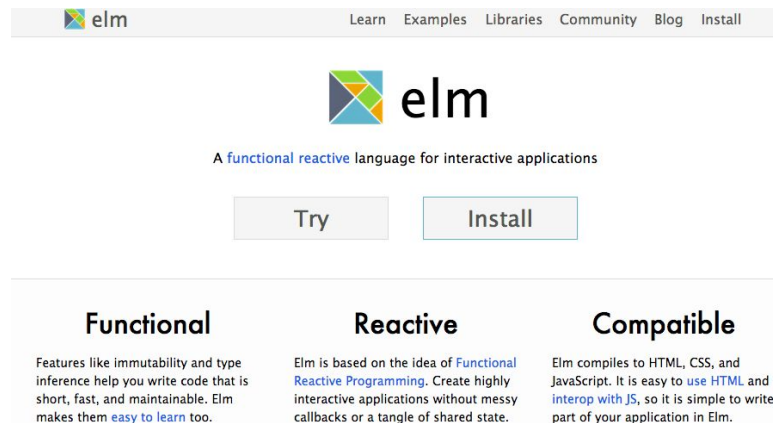 elm Learn Examples Libraries Community Blog Install
elm
A functional reactive language for interactive applications
Try Install
Functional
Features like immutability and type
inference help you write code that is
short, fast, and maintainable. Elm
makes them easy to learn too.
Reactive
Elm is based on the idea of Functional
Reactive Programming. Create highly
interactive applications without messy
callbacks or a tangle of shared state.
Compatible
Elm compiles to HTML, CSS, and
JavaScript. It is easy to use HTML and
interop with JS, so it is simple to write
part of your application in Elm.